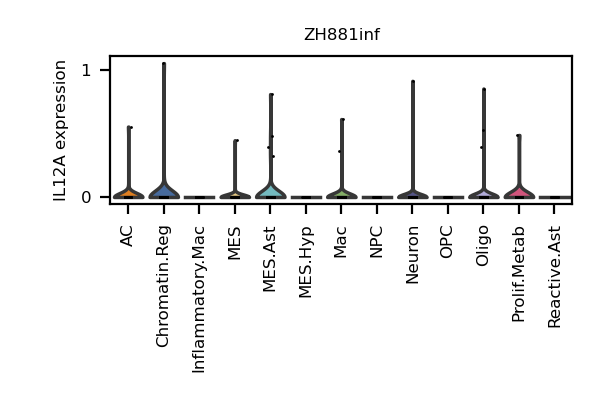 ZH881inf
IL12A expression
1
0
AC
Chromatin.Reg
Inflammatory.Mac
MES
MES.Ast
MES.Hyp
Mac
NPC
Neuron
OPC
Oligo
Prolif.Metab
Reactive.Ast